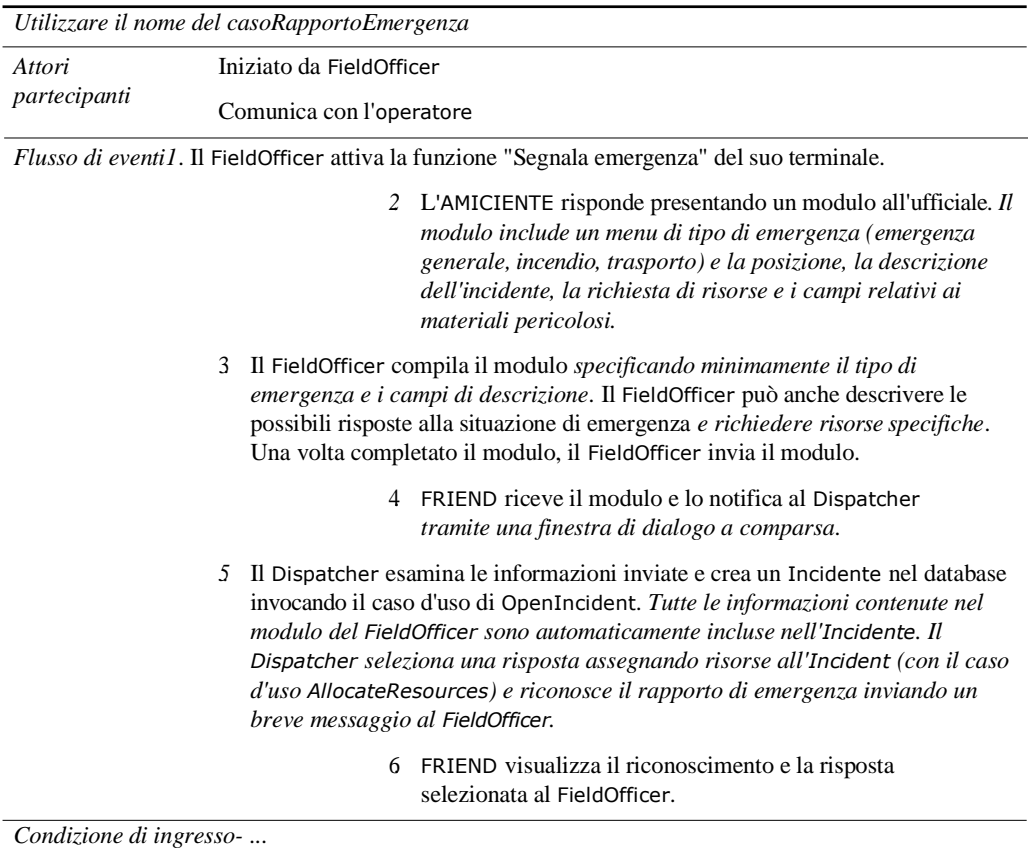 Utilizzare il nome del casoRapportoEmergenza
Attori
partecipanti
Iniziato da FieldOfficer
Comunica con l'operatore
Flusso di eventi1. Il FieldOfficer attiva la funzione "Segnala emergenza" del suo terminale.
2 L'AMICIENTE risponde presentando un modulo all'ufficiale. Il
modulo include un menu di tipo di emergenza (emergenza
generale, incendio, trasporto) e la posizione, la descrizione
dell'incidente, la richiesta di risorse e i campi relativi ai
materiali pericolosi.
3 Il FieldOfficer compila il modulo specificando minimamente il tipo di
emergenza e i campi di descrizione. Il FieldOfficer può anche descrivere le
possibili risposte alla situazione di emergenza e richiedere risorse specifiche.
Una volta completato il modulo, il FieldOfficer invia il modulo.
4 FRIEND riceve il modulo e lo notifica al Dispatcher
tramite una finestra di dialogo a comparsa.
5 Il Dispatcher esamina le informazioni inviate e crea un Incidente nel database
invocando il caso d'uso di OpenIncident. Tutte le informazioni contenute nel
modulo del FieldOfficer sono automaticamente incluse nell'Incidente. Il
Dispatcher seleziona una risposta assegnando risorse all'Incident (con il caso
d'uso AllocateResources) e riconosce il rapporto di emergenza inviando un
breve messaggio al FieldOfficer.
6 FRIEND visualizza il riconoscimento e la risposta
selezionata al FieldOfficer.
Condizione di ingresso- ...